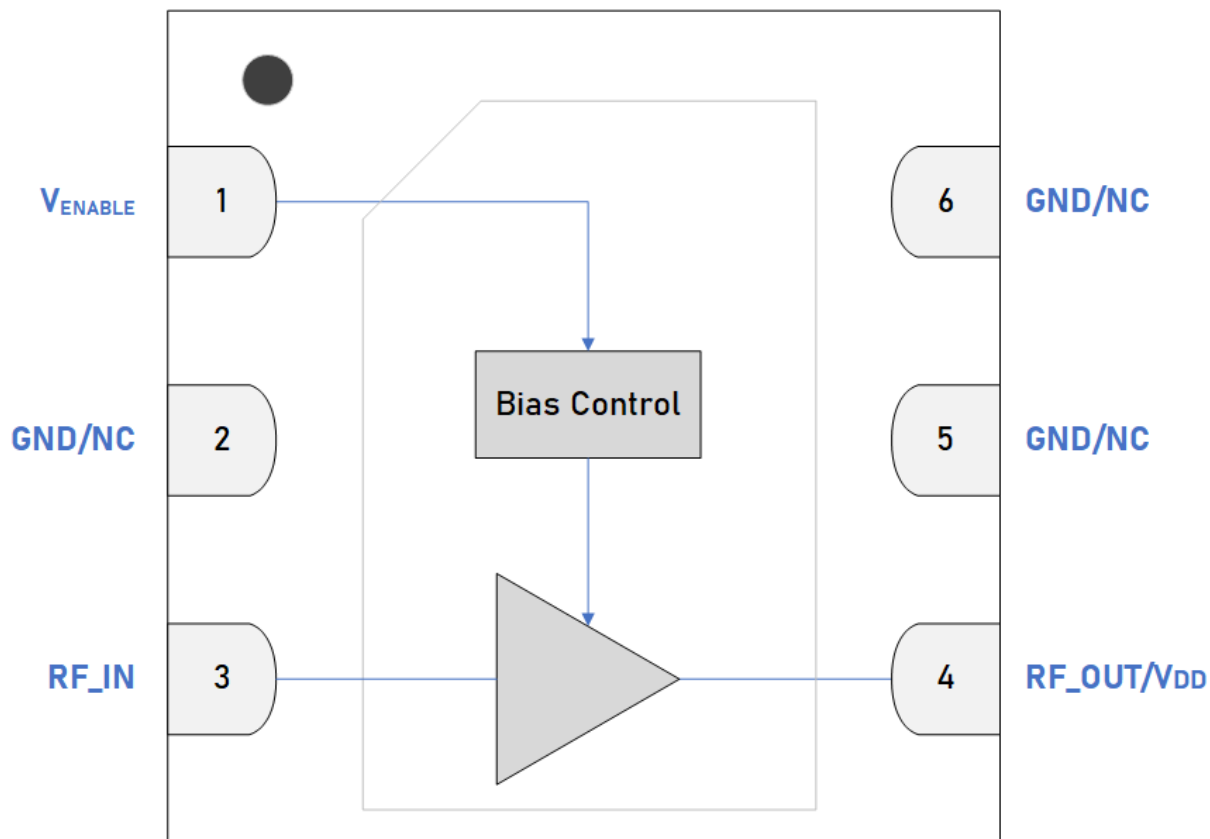 VENABLE 1 6 GND/NC
Bias Control
GND/NC 2 5 GND/NC
RF_IN 3 4 RF_OUT/VDD